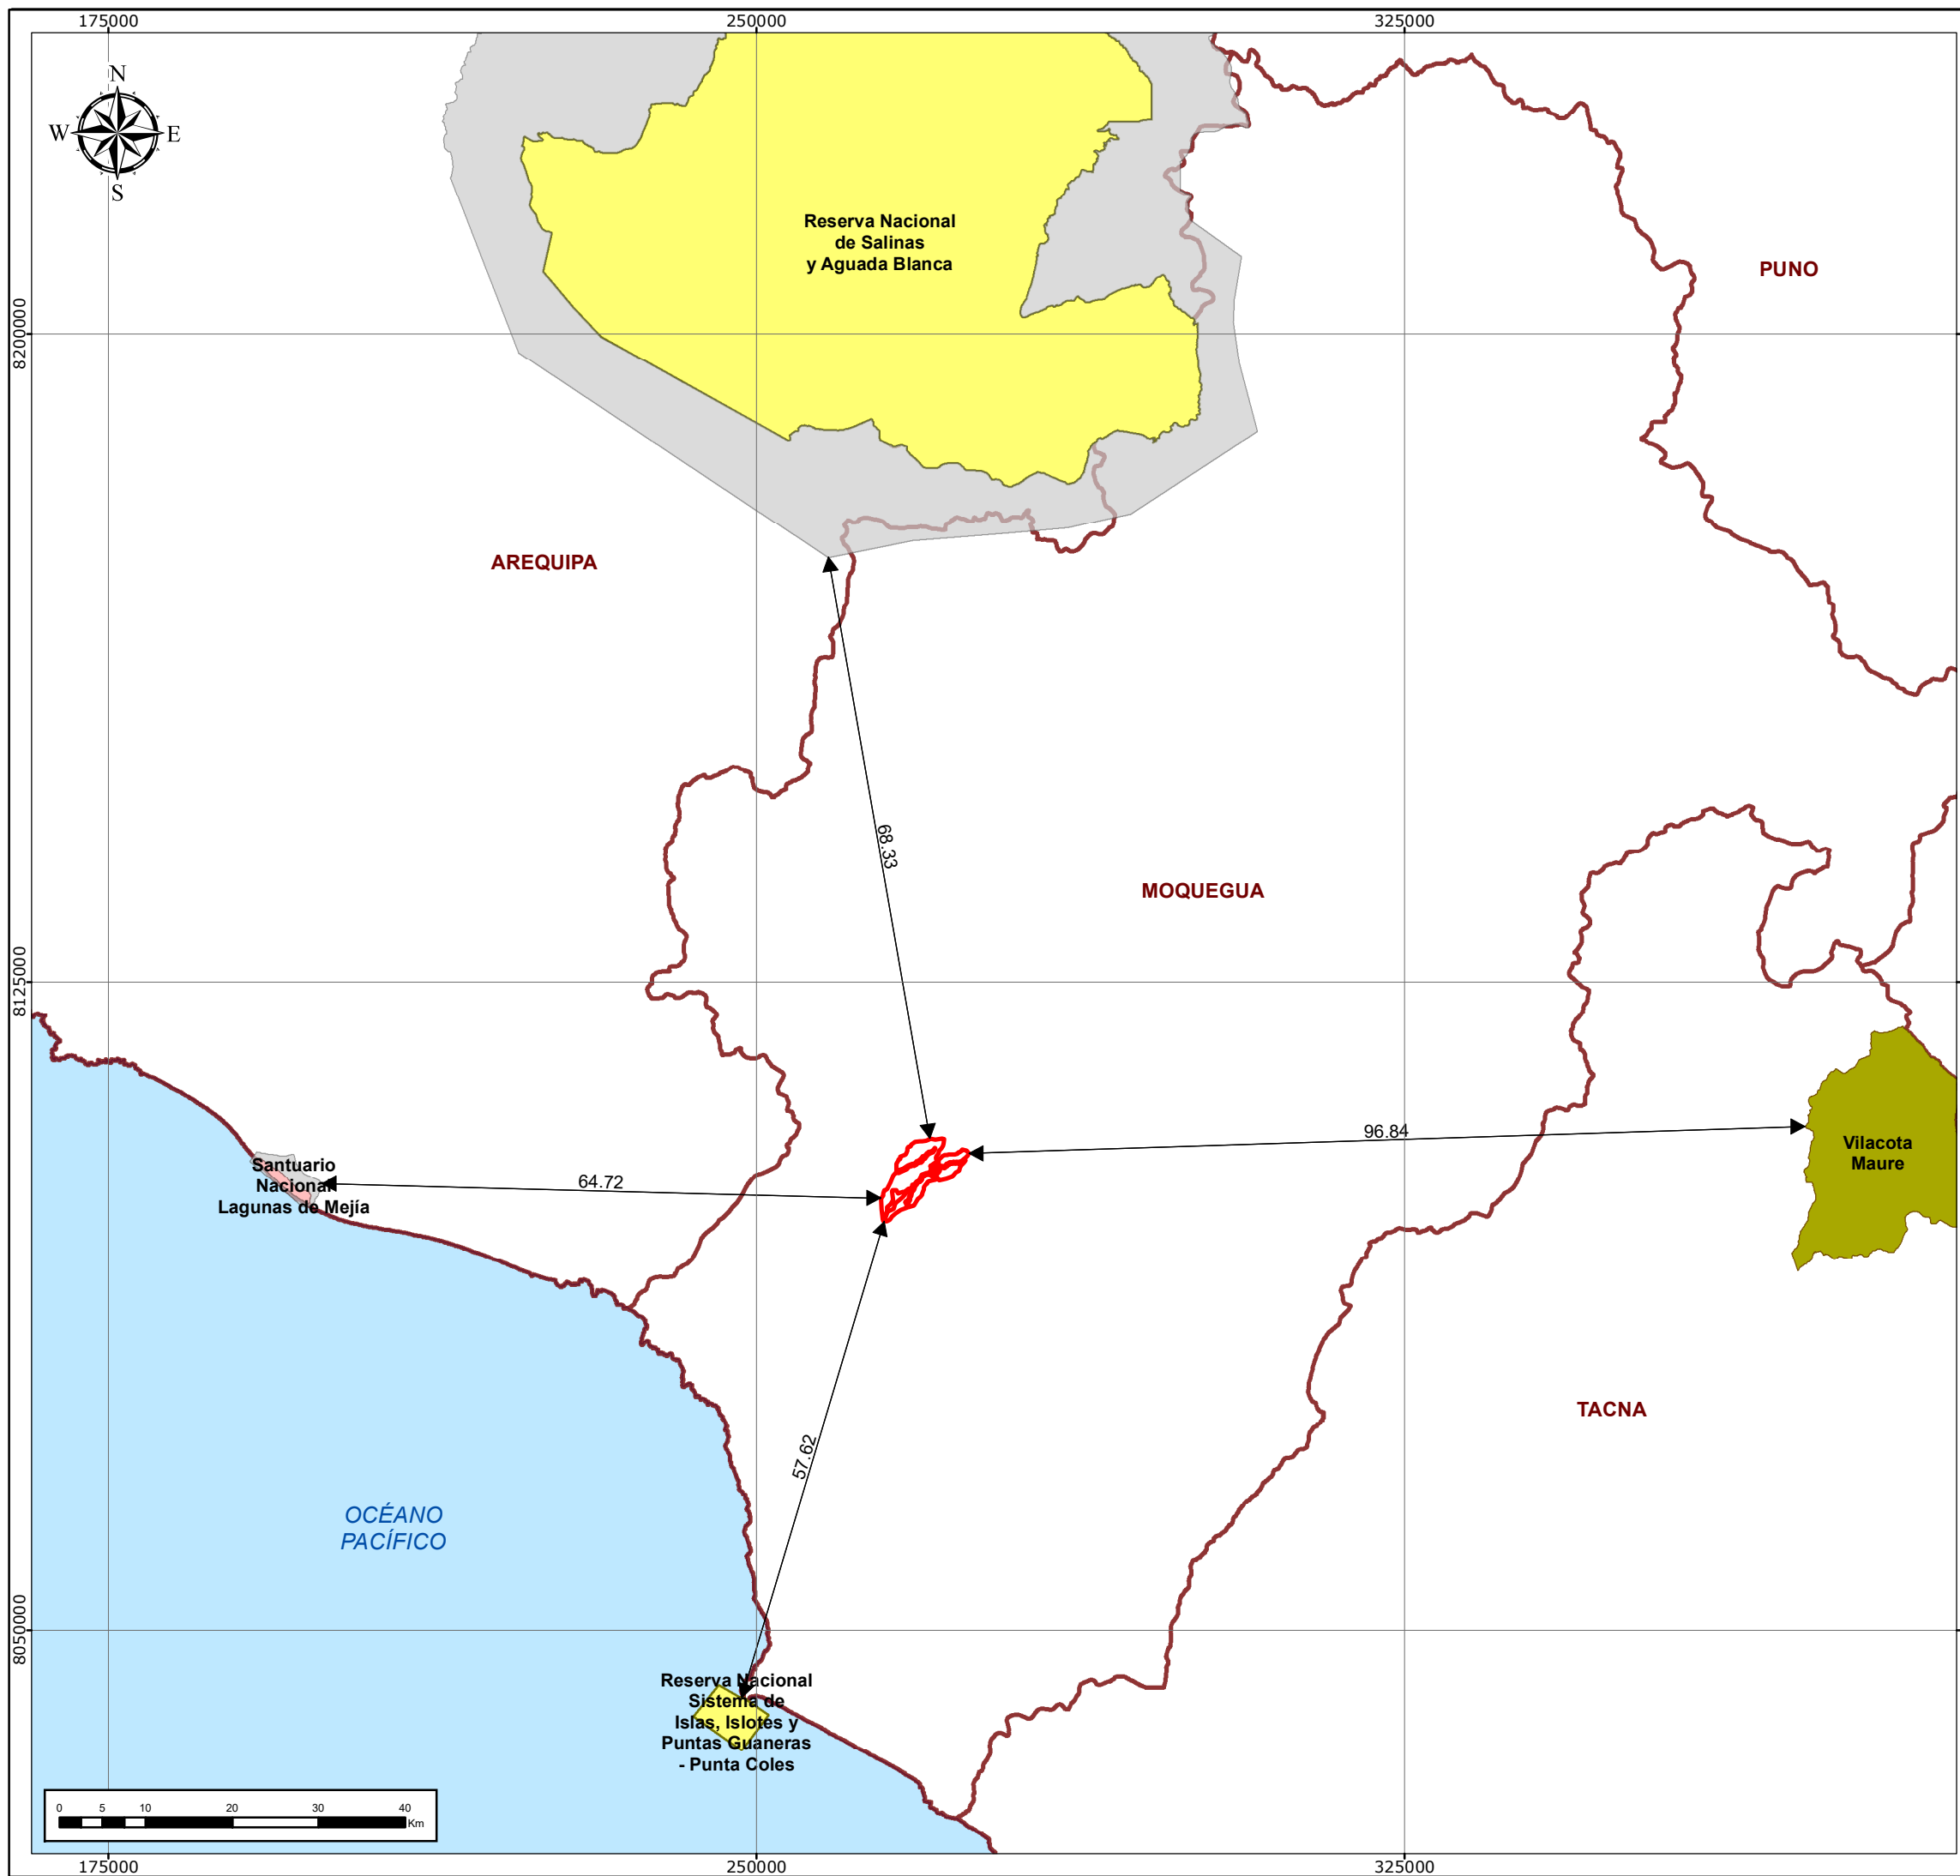 175000
250000
325000
N
W
E
S
Reserva Nacional
de Salinas
y Aguada Blanca
PUNO
8200000
AREQUIPA
68.33
MOQUEGUA
8125000
96.84
Vilacota
Maure
Santuario
Nacional
Lagunas de Mejía
64.72
TACNA
57.62
OCÉANO
PACÍFICO
8050000
Reserva Nacional
Sistema de
Islas, Islotes y
Puntas Guaneras
- Punta Coles
0
5
10
20
30
40
Km
175000
250000
325000